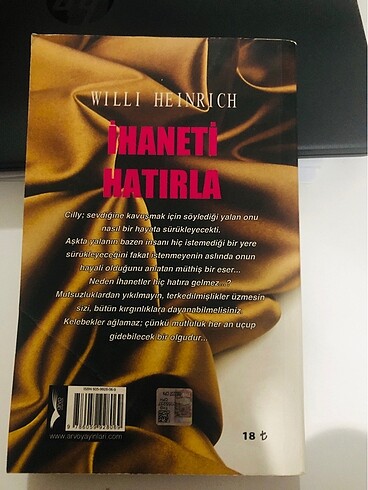 WILLI HEINRICH
İHANETİ
HATIRLA
Cilly; sevdiğine kavuşmak için söylediği yalan onu
nasıl bir hayata sürükleyecekti.
Aşkta yalanın bazen insanı hiç istemediği bir yere
sürükleyeceğini fakat istenmeyenin aslında onun
hayali olduğunu anlatan müthiş bir eser...
Neden ihanetler hiç hatıra gelmez...?
Mutsuzluklardan yıkılmayın, terkedilmişlikler üzmesin
sizi, bütün kırgınlıklara dayanabilmelisiniz
Kelebekler ağlamaz; çünkü mutluluk her an uçup
gidebilecek bir olgudur...
www.arvoyayinlari.com
18 ₺